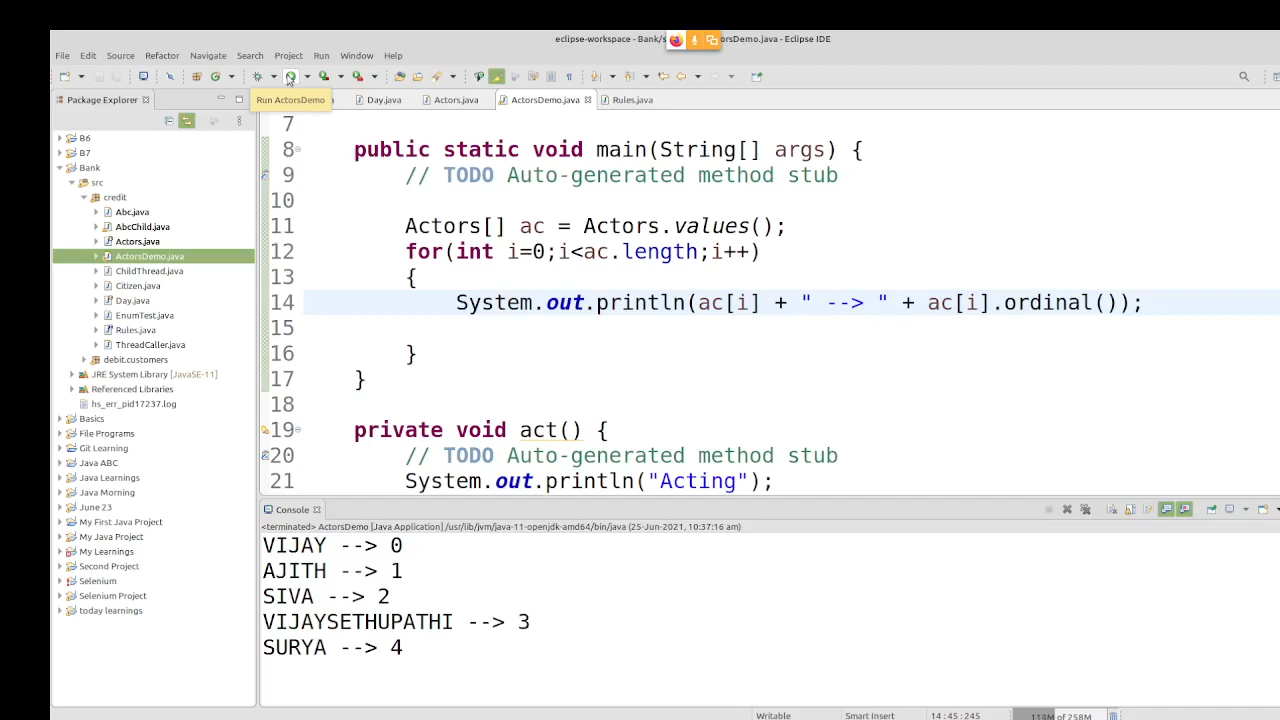 eclipse-workspace - Bank/s
orsDemo.java - Eclipse IDE
File Edit Source Refactor Navigate Search Project Run Window Help
Package Explorer
Run ActorsDemo
Day.java
Actors.java
ActorsDemo.java
Rules.java
B6
B7
Bank
src
credit
Abc.java
AbcChild.java
Actors.java
ActorsDemo.java
ChildThread.java
Citizen.java
Day.java
EnumTest.java
Rules.java
ThreadCaller.java
debit.customers
JRE System Library [JavaSE-11]
Referenced Libraries
hs_err_pid17237.log
Basics
File Programs
Git Learning
Java ABC
Java Learnings
Java Morning
June 23
My First Java Project
My Java Project
My Learnings
Second Project
Selenium
Selenium Project
today learnings
7
8 public static void main(String[] args) {
9 // TODO Auto-generated method stub
10
11 Actors[] ac = Actors.values();
12 for(int i=0;i<ac.length;i++)
13 {
14 System.out.println(ac[i] + " --> " + ac[i].ordinal());
15
16 }
17 }
18
19 private void act() {
20 // TODO Auto-generated method stub
21 System.out.println("Acting");
Console
<terminated> ActorsDemo [Java Application] /usr/lib/jvm/java-11-openjdk-amd64/bin/java (25-Jun-2021, 10:37:16 am)
VIJAY --> 0
AJITH --> 1
SIVA --> 2
VIJAYSETHUPATHI --> 3
SURYA --> 4
Writable
Smart Insert
14 : 45 : 245
114M of 258M